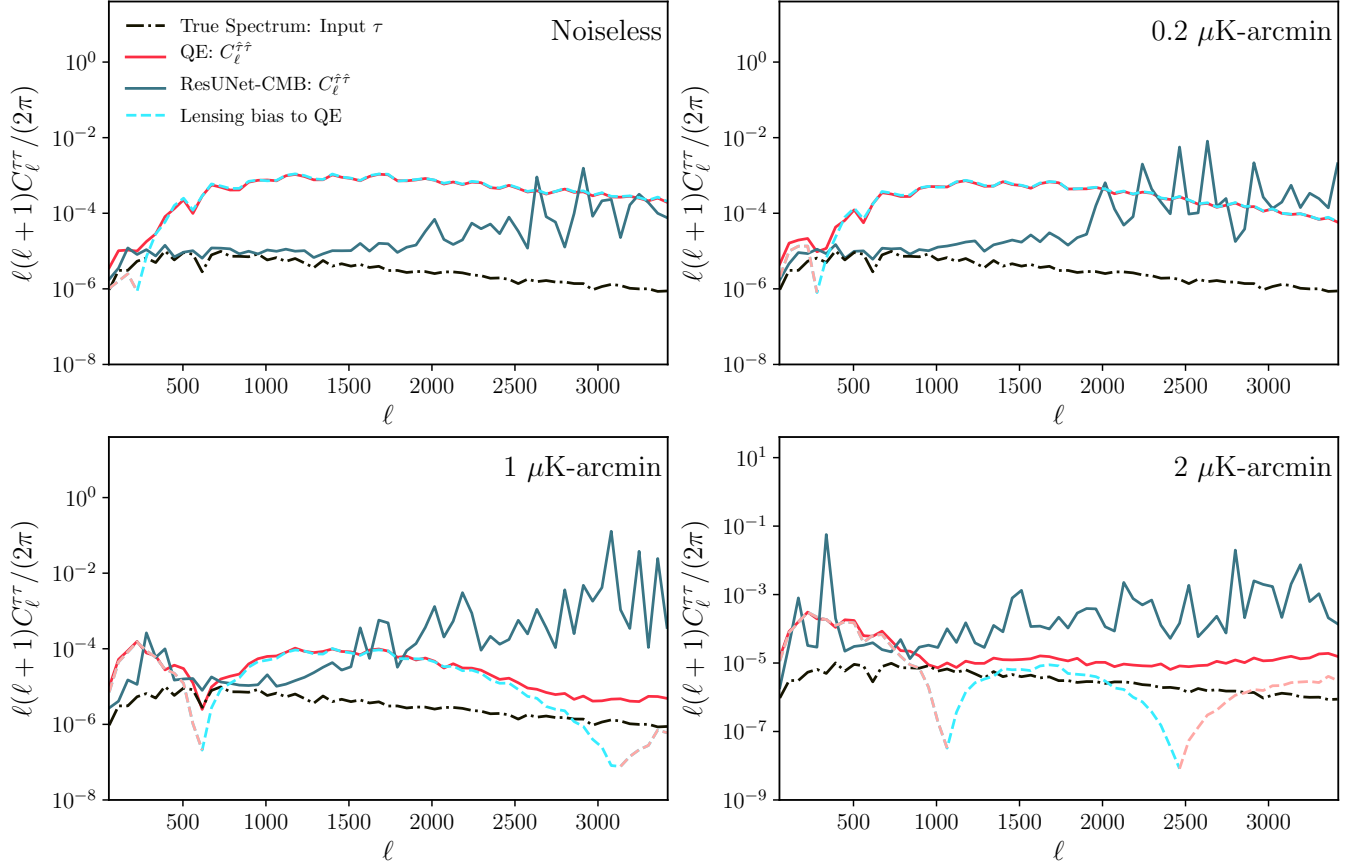 Noiseless
True Spectrum: Input τ
QE: $C_\ell^{\hat{\tau}\hat{\tau}}$
ResUNet-CMB: $C_\ell^{\hat{\tau}\hat{\tau}}$
Lensing bias to QE
$\ell(\ell+1)C_\ell^{\tau\tau}/(2\pi)$
$10^0$
$10^{-2}$
$10^{-4}$
$10^{-6}$
$10^{-8}$
500 1000 1500 2000 2500 3000
$\ell$
0.2 μK-arcmin
$\ell(\ell+1)C_\ell^{\tau\tau}/(2\pi)$
$10^0$
$10^{-2}$
$10^{-4}$
$10^{-6}$
$10^{-8}$
500 1000 1500 2000 2500 3000
$\ell$
1 μK-arcmin
$\ell(\ell+1)C_\ell^{\tau\tau}/(2\pi)$
$10^0$
$10^{-2}$
$10^{-4}$
$10^{-6}$
$10^{-8}$
500 1000 1500 2000 2500 3000
$\ell$
2 μK-arcmin
$\ell(\ell+1)C_\ell^{\tau\tau}/(2\pi)$
$10^1$
$10^{-1}$
$10^{-3}$
$10^{-5}$
$10^{-7}$
$10^{-9}$
500 1000 1500 2000 2500 3000
$\ell$